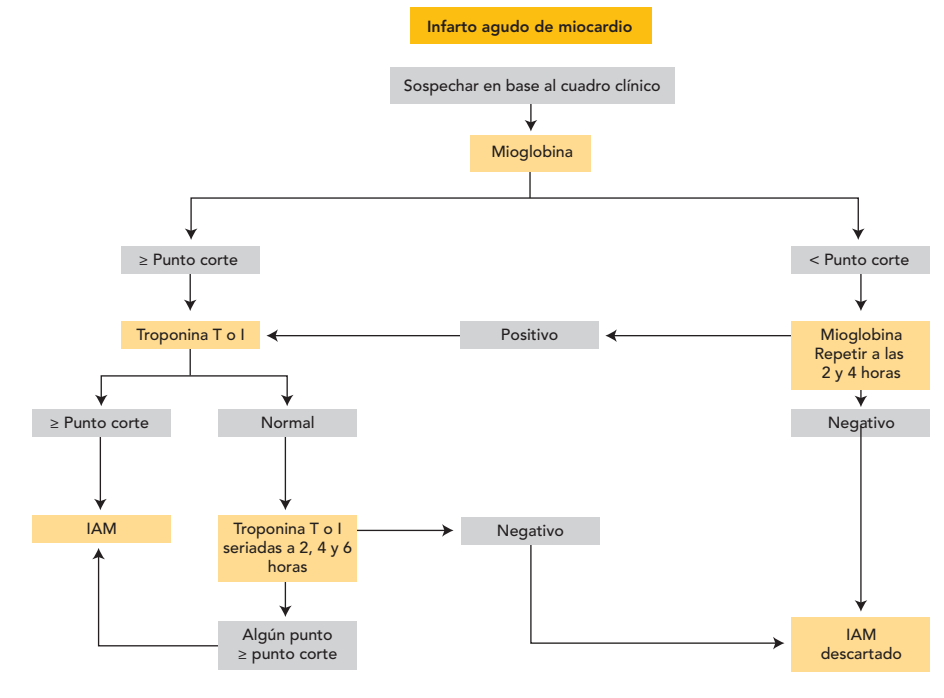 Infarto agudo de miocardio
Sospechar en base al cuadro clínico
Mioglobina
≥ Punto corte
< Punto corte
Troponina T o I
Positivo
Mioglobina
Repetir a las
2 y 4 horas
≥ Punto corte
Normal
Negativo
IAM
Troponina T o I
seriadas a 2, 4 y 6
horas
Negativo
Algún punto
≥ punto corte
IAM
descartado